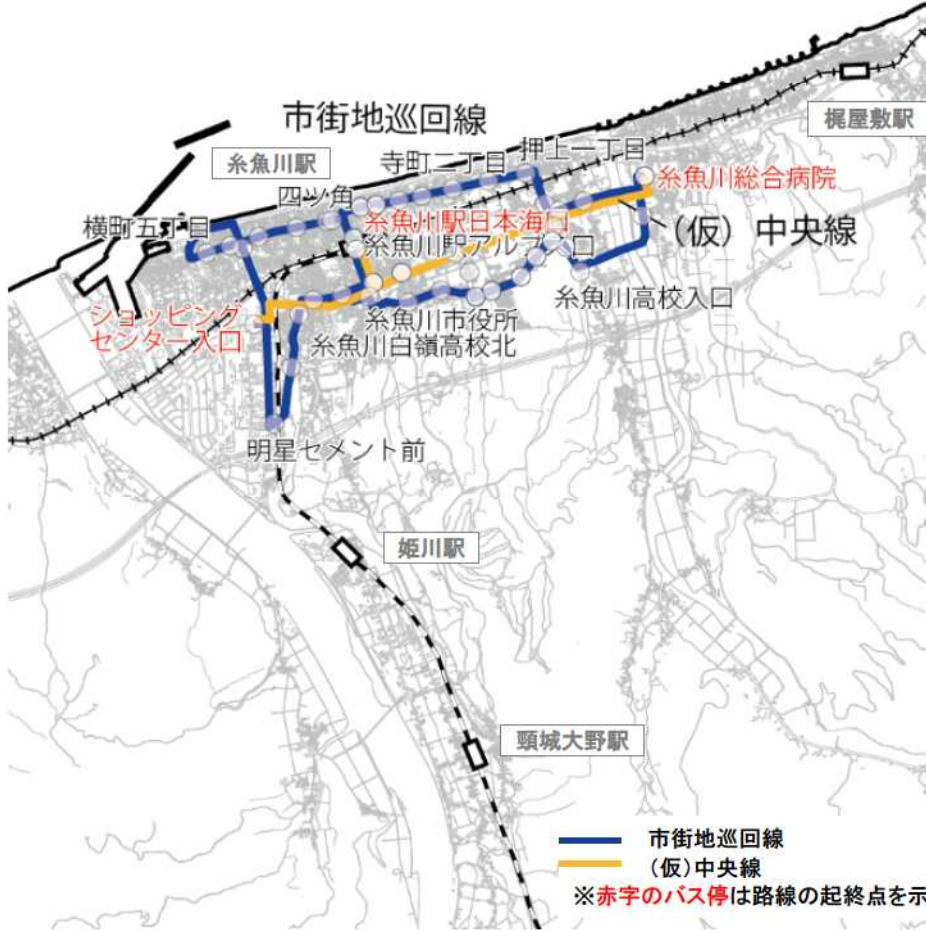 市街地巡回線
梶屋敷駅
糸魚川駅
寺町二丁目
押上一丁目
糸魚川総合病院
四ツ角
横町五丁目
糸魚川駅日本海口
(仮)中央線
糸魚川駅アルプス口
ショッピング
センター入口
糸魚川高校入口
糸魚川市役所
糸魚川白嶺高校北
明星セメント前
姫川駅
頸城大野駅
市街地巡回線
(仮)中央線
※赤字のバス停は路線の起終点を示